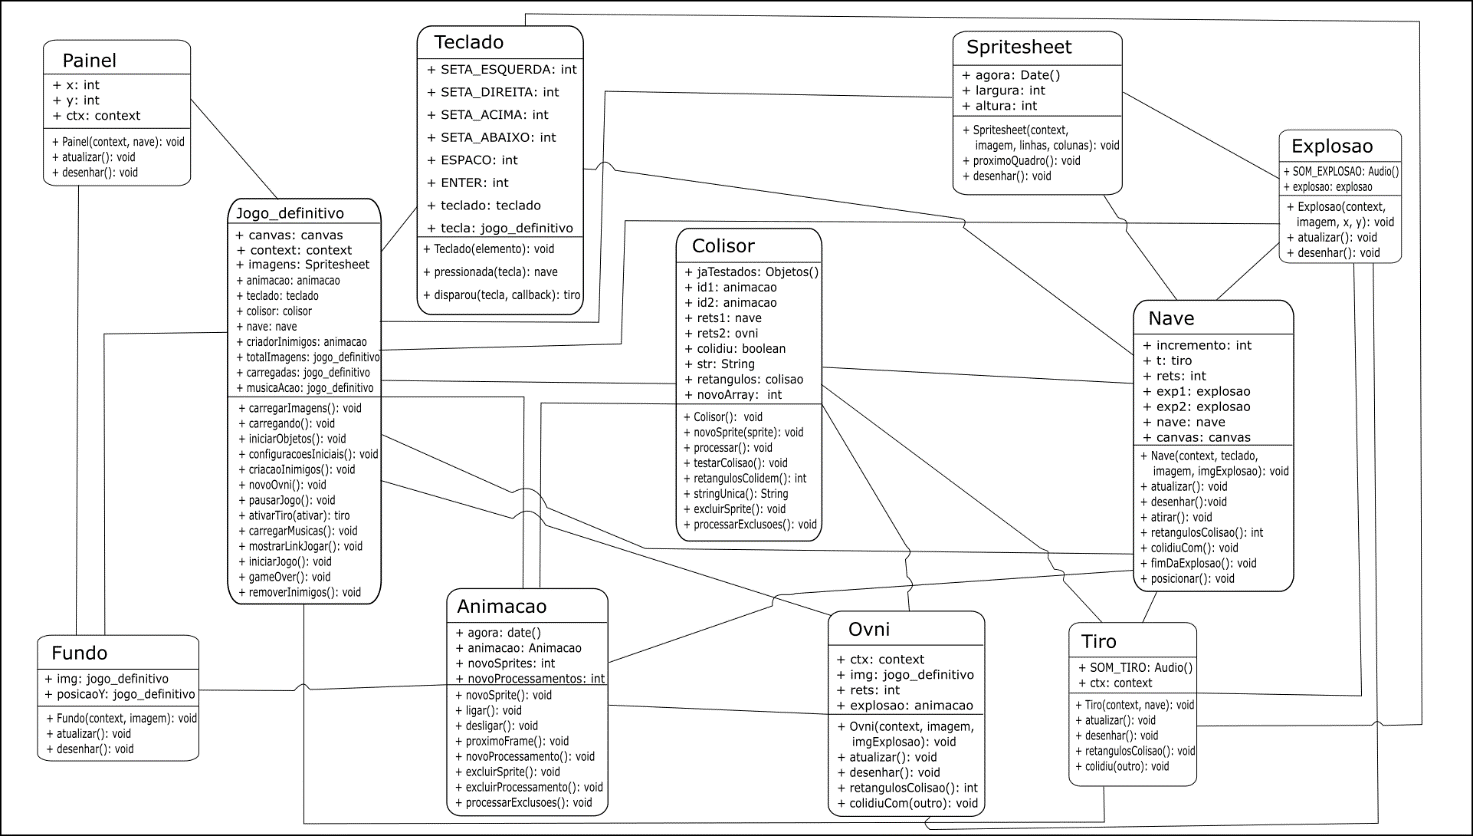 Painel
+ x: int
+ y: int
+ ctx: context
+ Painel(context, nave): void
+ atualizar(): void
+ desenhar(): void
Teclado
+ SETA_ESQUERDA: int
+ SETA_DIREITA: int
+ SETA_ACIMA: int
+ SETA_ABAIXO: int
+ ESPACO: int
+ ENTER: int
+ teclado: teclado
+ tecla: jogo_definitivo
+ Teclado(elemento): void
+ pressionada(tecla): nave
+ disparou(tecla, callback): tiro
Spritesheet
+ agora: Date()
+ largura: int
+ altura: int
+ Spritesheet(context,
imagem, linhas, colunas): void
+ proximoQuadro(): void
+ desenhar(): void
Explosao
+ SOM_EXPLOSAO: Audio()
+ explosao: explosao
+ Explosao(context,
imagem, x, y): void
+ atualizar(): void
+ desenhar(): void
Jogo_definitivo
+ canvas: canvas
+ context: context
+ imagens: Spritesheet
+ animacao: animacao
+ teclado: teclado
+ colisor: colisor
+ nave: nave
+ criadorInimigos: animacao
+ totalImagens: jogo_definitivo
+ carregadas: jogo_definitivo
+ musicaAcao: jogo_definitivo
+ carregarImagens(): void
+ carregando(): void
+ iniciarObjetos(): void
+ configuracoesIniciais(): void
+ criacaoInimigos(): void
+ novoOvni(): void
+ pausarJogo(): void
+ ativarTiro(ativar): tiro
+ carregarMusicas(): void
+ mostrarLinkJogar(): void
+ iniciarJogo(): void
+ gameOver(): void
+ removerInimigos(): void
Colisor
+ jaTestados: Objetos()
+ id1: animacao
+ id2: animacao
+ rets1: nave
+ rets2: ovni
+ colidiu: boolean
+ str: String
+ retangulos: colisao
+ novoArray: int
+ Colisor(): void
+ novoSprite(sprite): void
+ processar(): void
+ testarColisao(): void
+ retangulosColidem(): int
+ stringUnica(): String
+ excluirSprite(): void
+ processarExclusoes(): void
Nave
+ incremento: int
+ t: tiro
+ rets: int
+ exp1: explosao
+ exp2: explosao
+ nave: nave
+ canvas: canvas
+ Nave(context, teclado,
imagem, imgExplosao): void
+ atualizar(): void
+ desenhar():void
+ atirar(): void
+ retangulosColisao(): int
+ colidiuCom(): void
+ fimDaExplosao(): void
+ posicionar(): void
Fundo
+ img: jogo_definitivo
+ posicaoY: jogo_definitivo
+ Fundo(context, imagem): void
+ atualizar(): void
+ desenhar(): void
Animacao
+ agora: date()
+ animacao: Animacao
+ novoSprites: int
+ novoProcessamentos: int
+ novoSprite(): void
+ ligar(): void
+ desligar(): void
+ proximoFrame(): void
+ novoProcessamento(): void
+ excluirSprite(): void
+ excluirProcessamento(): void
+ processarExclusoes(): void
Ovni
+ ctx: context
+ img: jogo_definitivo
+ rets: int
+ explosao: animacao
+ Ovni(context, imagem,
imgExplosao): void
+ atualizar(): void
+ desenhar(): void
+ retangulosColisao(): int
+ colidiuCom(outro): void
Tiro
+ SOM_TIRO: Audio()
+ ctx: context
+ Tiro(context, nave): void
+ atualizar(): void
+ desenhar(): void
+ retangulosColisao(): void
+ colidiu(outro): void